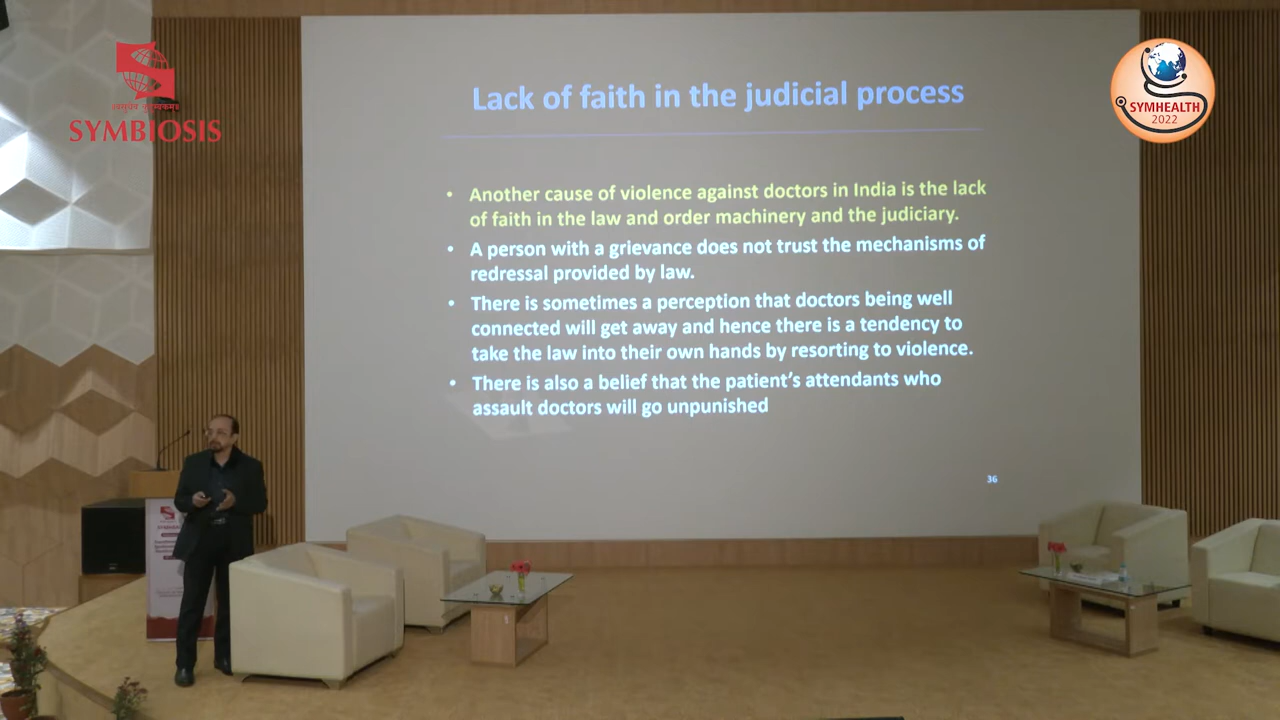 ॥वसुधैव कुटुम्बकम्॥
SYMBIOSIS
SYMHEALTH
2022
Lack of faith in the judicial process
• Another cause of violence against doctors in India is the lack
of faith in the law and order machinery and the judiciary.
• A person with a grievance does not trust the mechanisms of
redressal provided by law.
• There is sometimes a perception that doctors being well
connected will get away and hence there is a tendency to
take the law into their own hands by resorting to violence.
• There is also a belief that the patient's attendants who
assault doctors will go unpunished
36